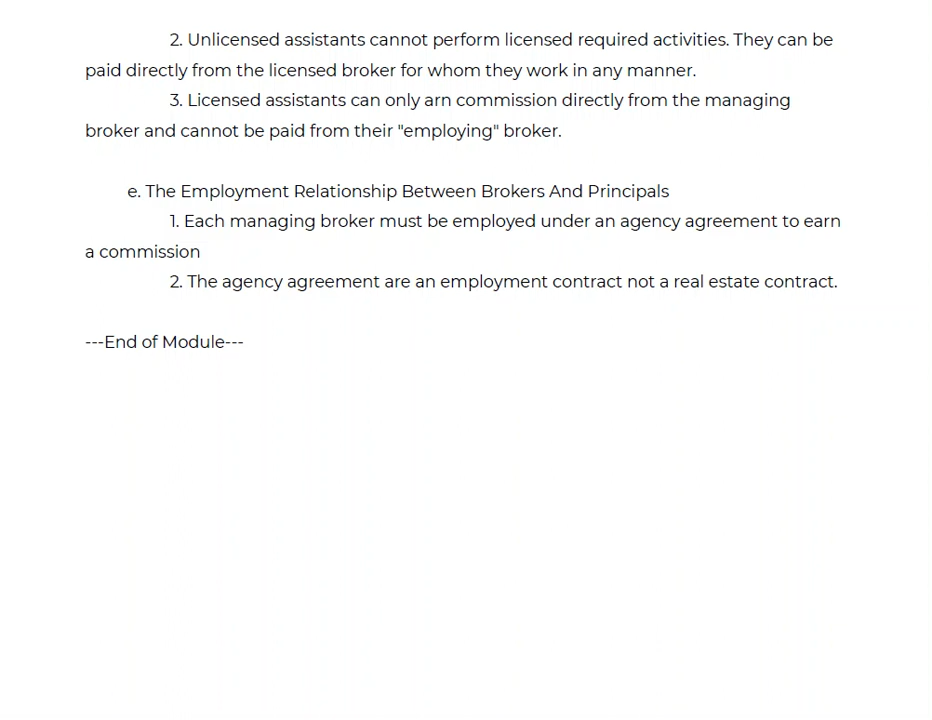 2. Unlicensed assistants cannot perform licensed required activities. They can be
paid directly from the licensed broker for whom they work in any manner.
3. Licensed assistants can only arn commission directly from the managing
broker and cannot be paid from their "employing" broker.
e. The Employment Relationship Between Brokers And Principals
1. Each managing broker must be employed under an agency agreement to earn
a commission
2. The agency agreement are an employment contract not a real estate contract.
---End of Module---